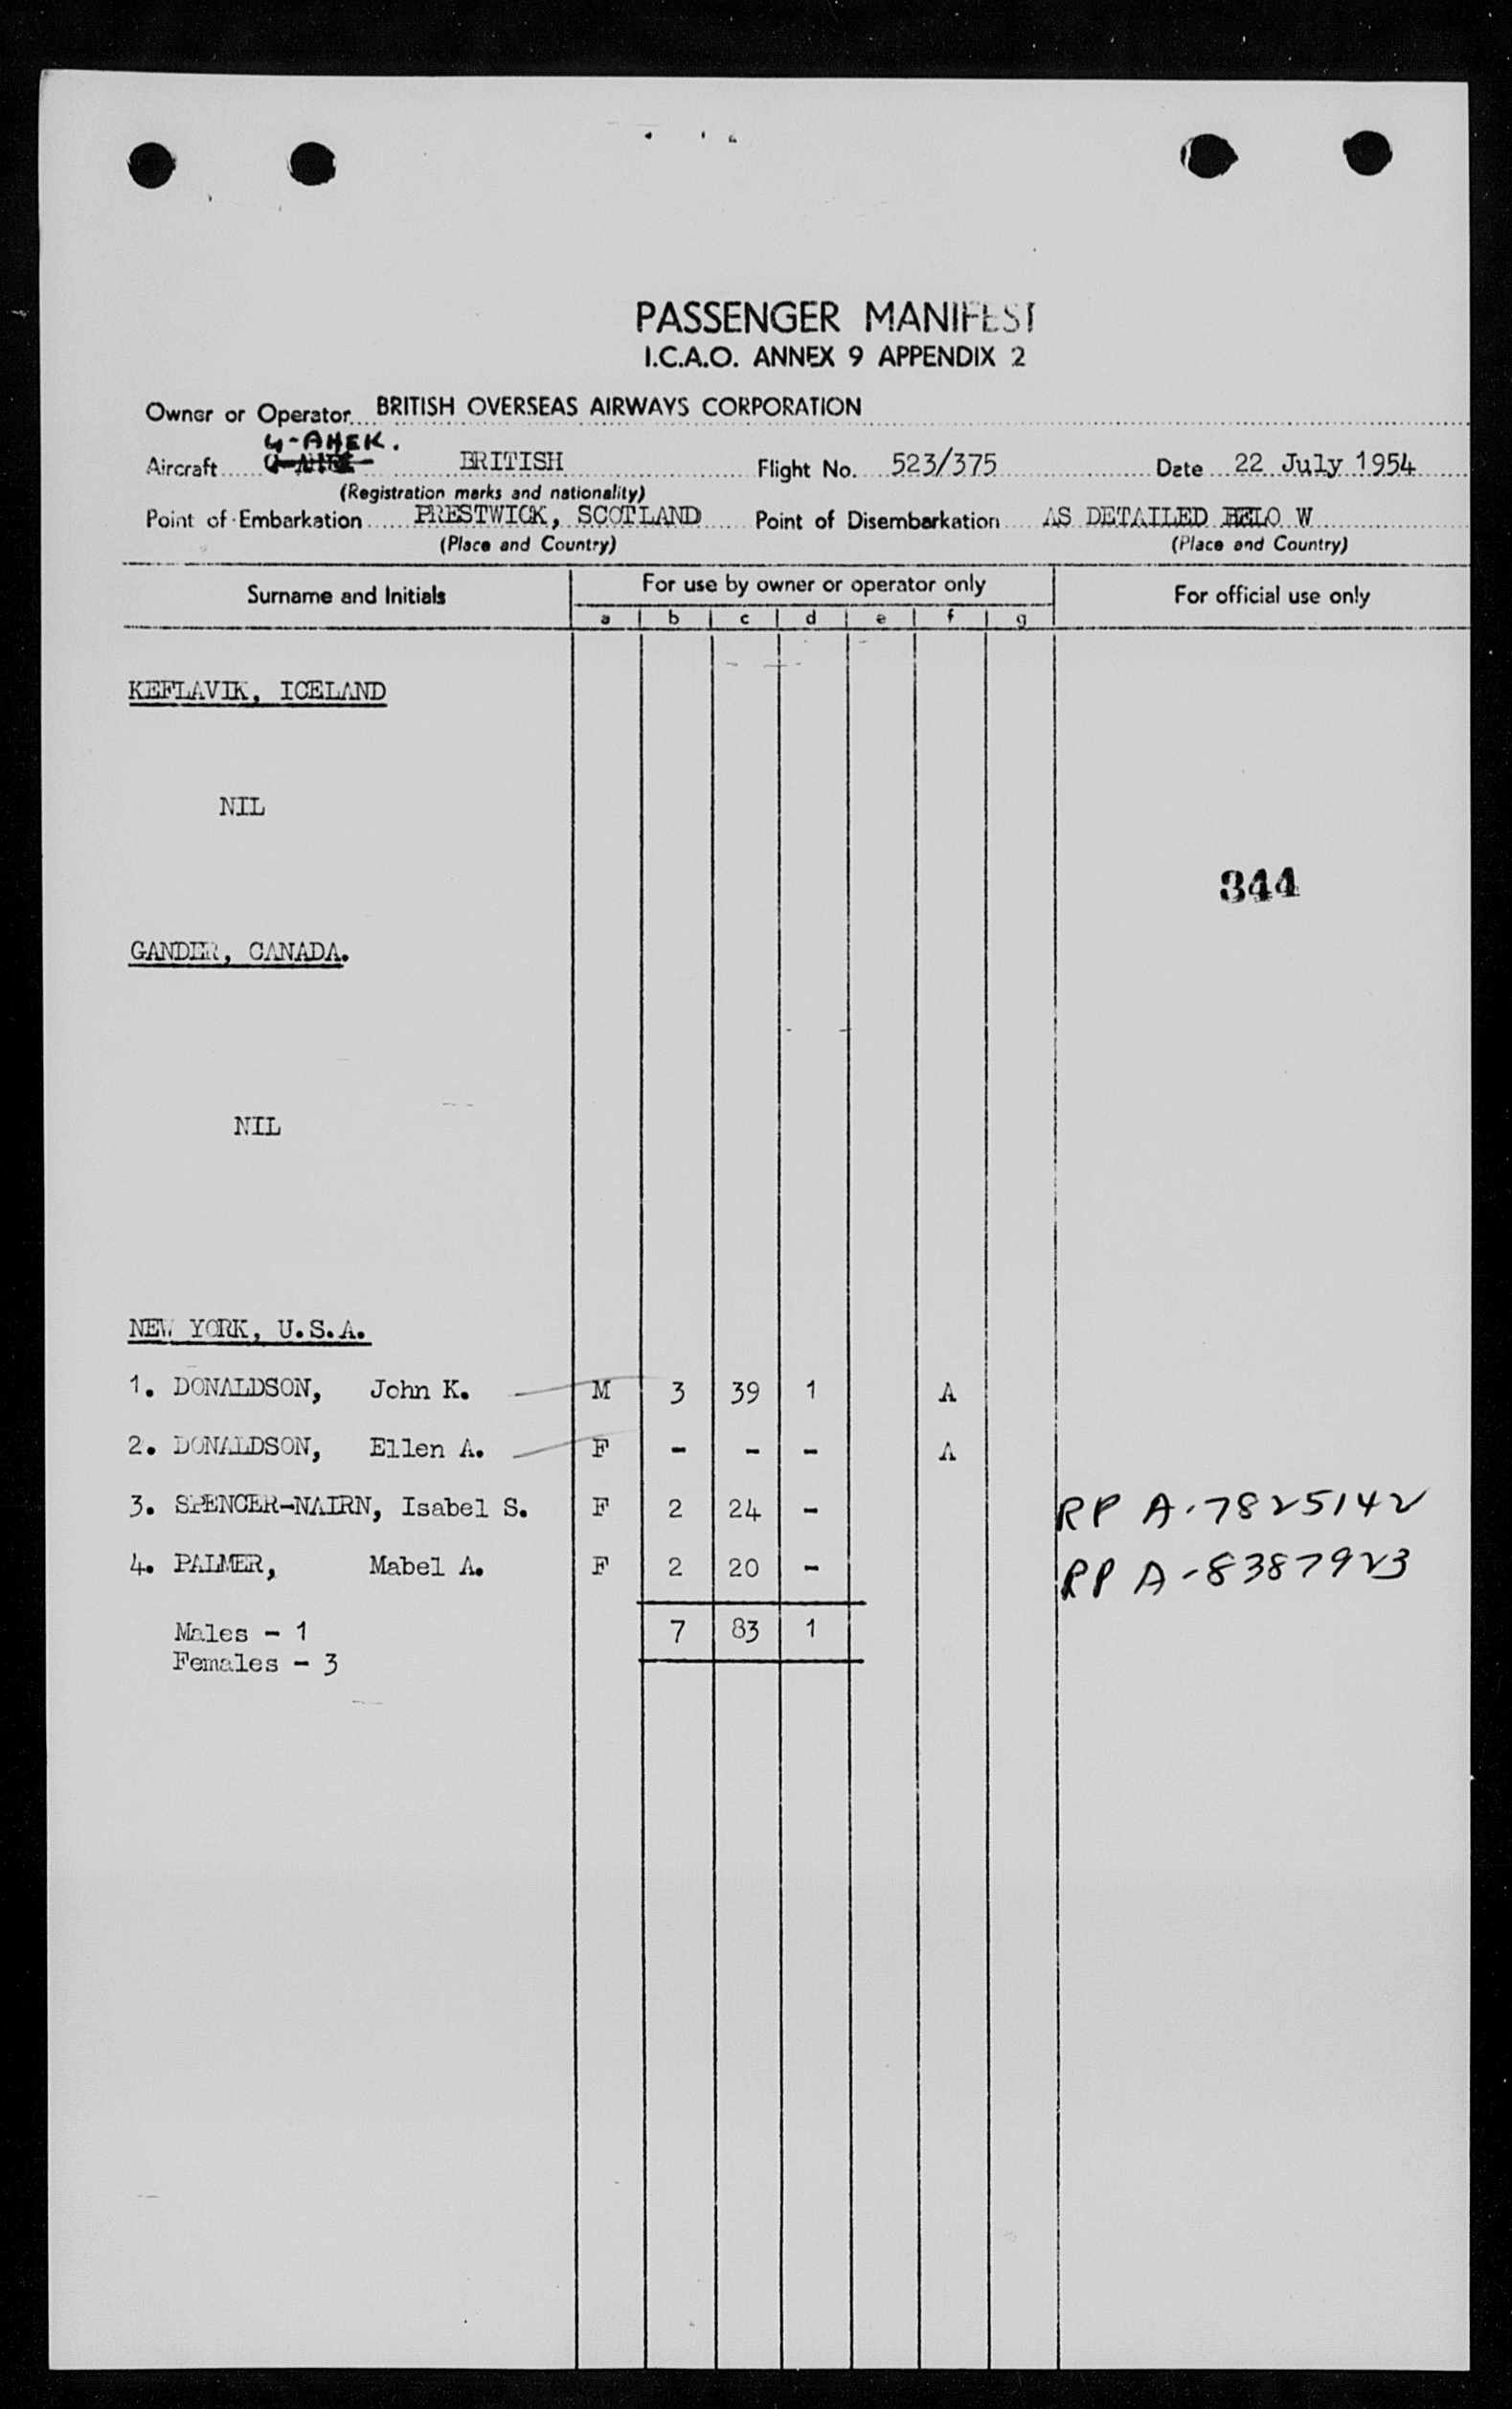 PASSENGER MANIFEST
I.C.A.O. ANNEX 9 APPENDIX 2
Owner or Operator BRITISH OVERSEAS AIRWAYS CORPORATION
G-AHEK.
Aircraft BRITISH Flight No. 523/375 Date 22 July 1954
(Registration marks and nationality)
Point of Embarkation PRESTWICK, SCOTLAND Point of Disembarkation AS DETAILED BELO W
(Place and Country) (Place and Country)
Surname and Initials For use by owner or operator only For official use only
a b c d e f g
KEFLAVIK, ICELAND
NIL
344
GANDER, CANADA.
NIL
NEW YORK, U.S.A.
1. DONALDSON, John K. M 3 39 1 A
2. DONALDSON, Ellen A. F - - - A
3. SPENCER-NAIRN, Isabel S. F 2 24 - RP A-7825142
4. PALMER, Mabel A. F 2 20 - RP A-8387923
Males - 1 7 83 1
Females - 3